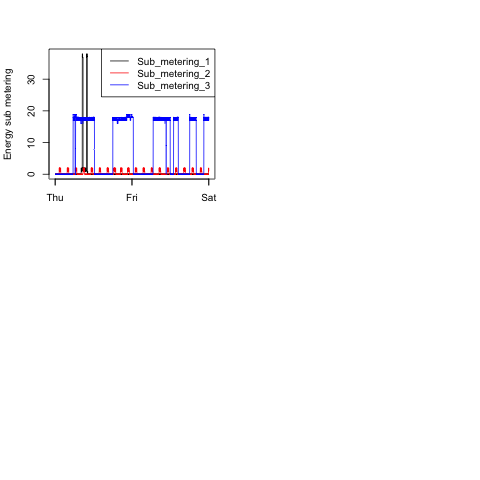 Energy sub metering
30
20
10
0
Sub_metering_1
Sub_metering_2
Sub_metering_3
Thu
Fri
Sat